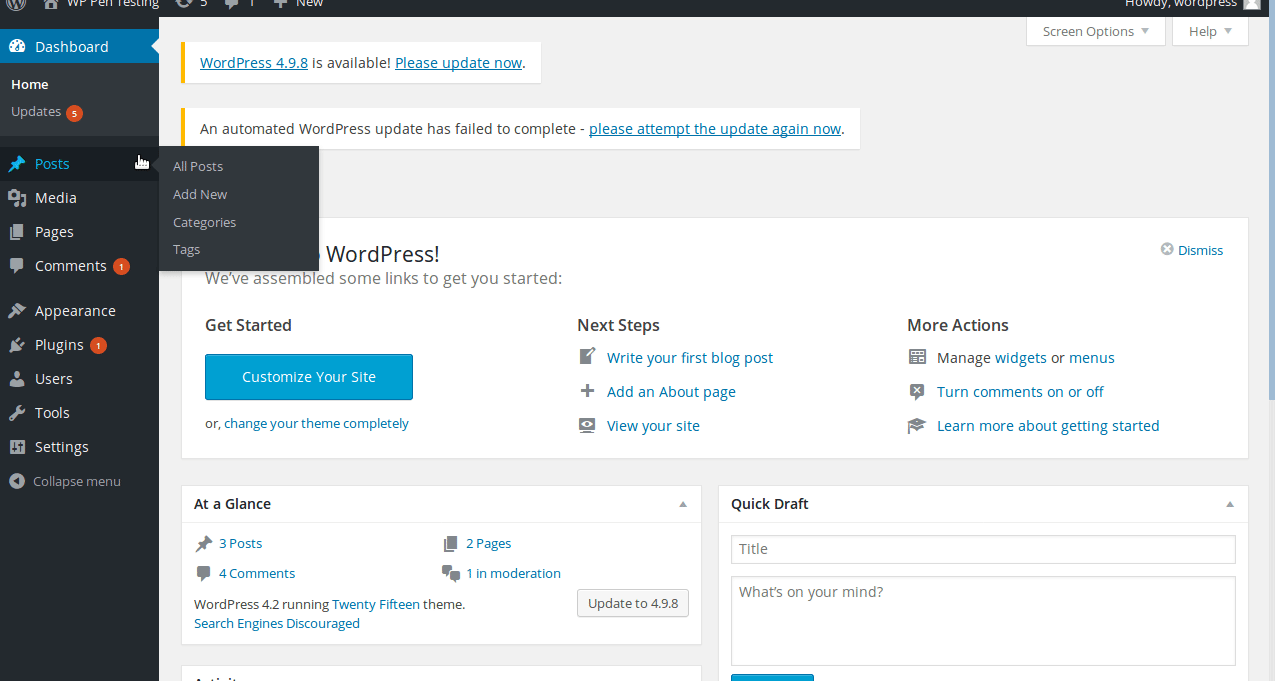 WP Pen Testing 5 1 New Howdy, wordpress
Screen Options Help
Dashboard
Home
Updates 5
Posts
Media
Pages
Comments 1
Appearance
Plugins 1
Users
Tools
Settings
Collapse menu
All Posts
Add New
Categories
Tags
WordPress 4.9.8 is available! Please update now.
An automated WordPress update has failed to complete - please attempt the update again now.
WordPress!
We've assembled some links to get you started:
Dismiss
Get Started
Customize Your Site
or, change your theme completely
Next Steps
Write your first blog post
Add an About page
View your site
More Actions
Manage widgets or menus
Turn comments on or off
Learn more about getting started
At a Glance
3 Posts
2 Pages
4 Comments
1 in moderation
WordPress 4.2 running Twenty Fifteen theme.
Update to 4.9.8
Search Engines Discouraged
Quick Draft
Title
What's on your mind?